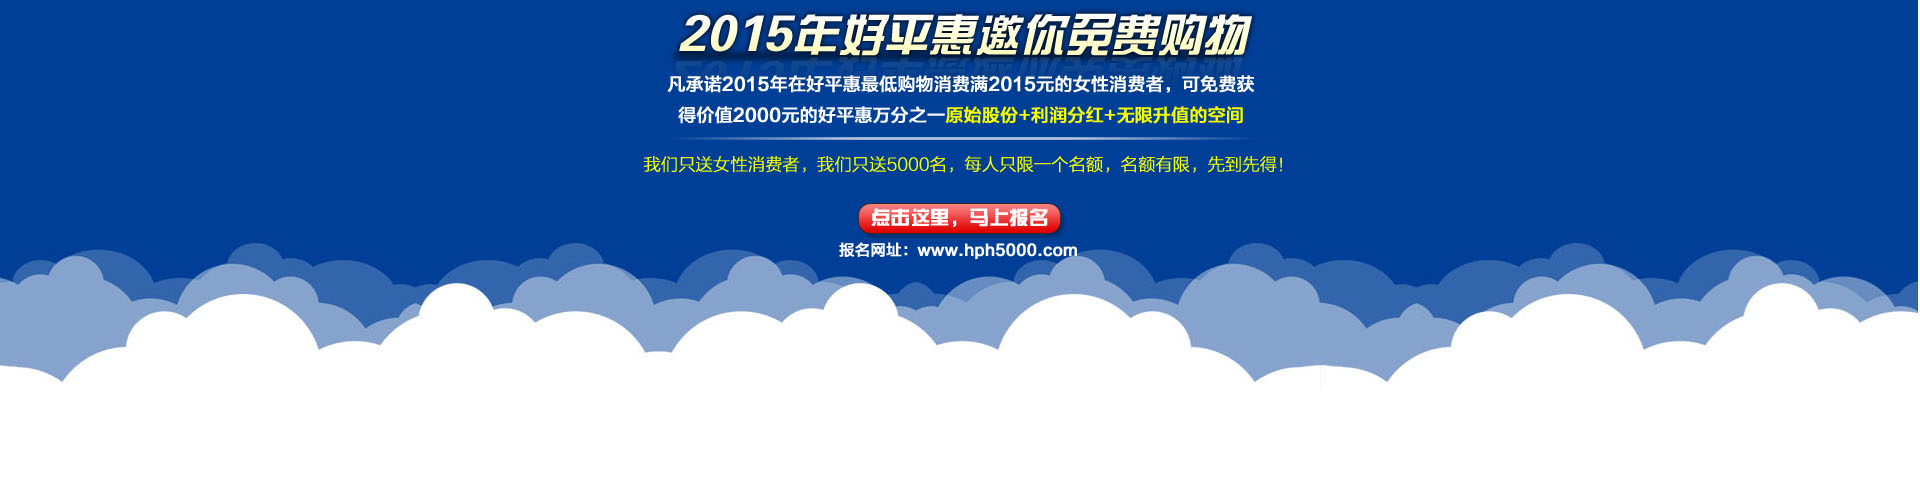 2015年好平惠邀你免费购物
凡承诺2015年在好平惠最低购物消费满2015元的女性消费者，可免费获
得价值2000元的好平惠万分之一原始股份+利润分红+无限升值的空间
我们只送女性消费者，我们只送5000名，每人只限一个名额，名额有限，先到先得！
点击这里，马上报名
报名网址：www.hph5000.com